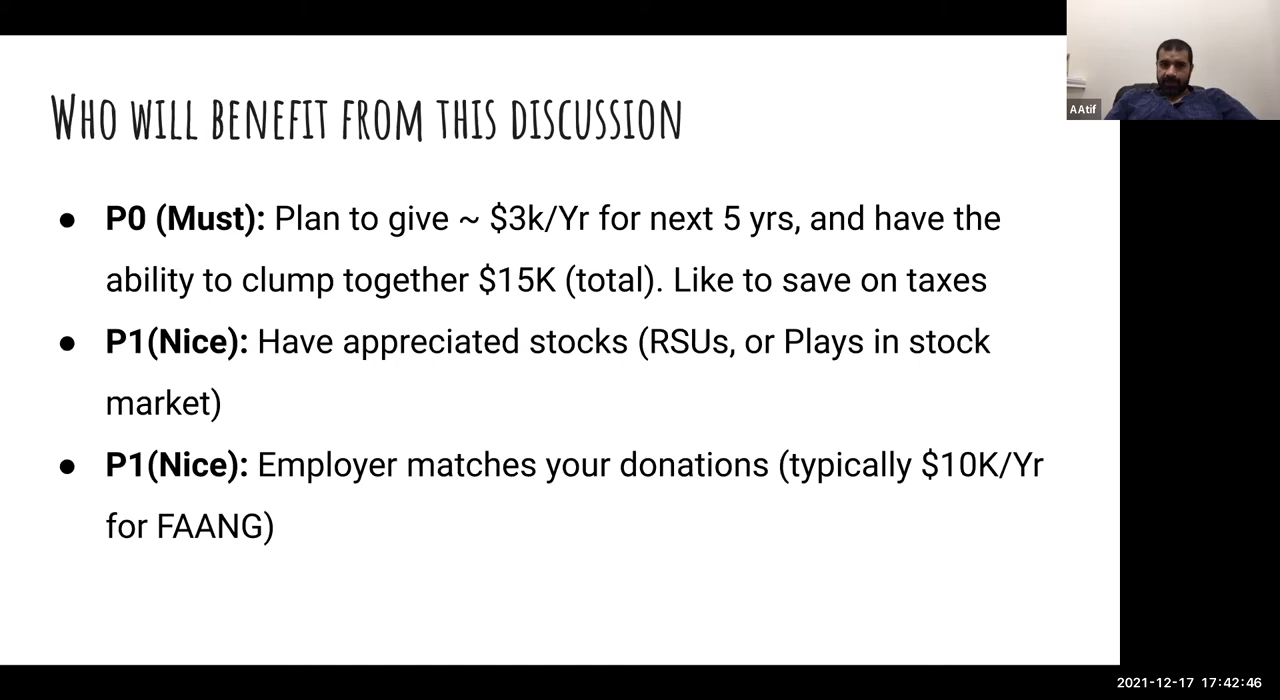 WHO WILL BENEFIT FROM THIS DISCUSSION
AAtif
● P0 (Must): Plan to give ~ $3k/Yr for next 5 yrs, and have the
ability to clump together $15K (total). Like to save on taxes
● P1(Nice): Have appreciated stocks (RSUs, or Plays in stock
market)
● P1(Nice): Employer matches your donations (typically $10K/Yr
for FAANG)
2021-12-17 17:42:46